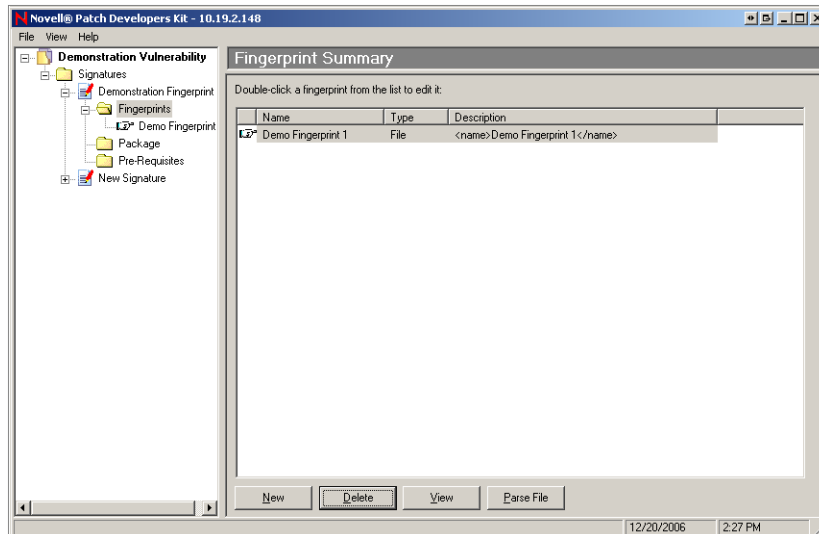 Novell® Patch Developers Kit - 10.19.2.148
File View Help
Demonstration Vulnerability
Signatures
Demonstration Fingerprint
Fingerprints
Demo Fingerprint
Package
Pre-Requisites
New Signature
Fingerprint Summary
Double-click a fingerprint from the list to edit it:
Name Type Description
Demo Fingerprint 1 File <name>Demo Fingerprint 1</name>
New Delete View Parse File
12/20/2006 2:27 PM